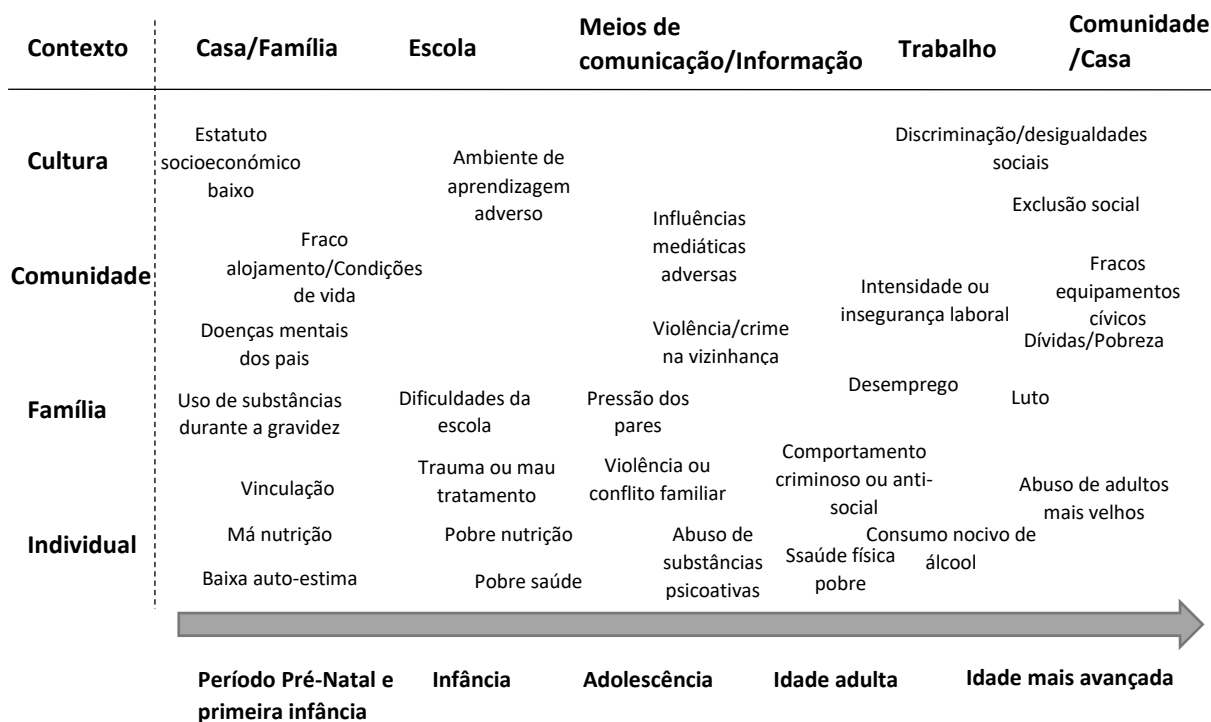 Contexto
Casa/Família
Escola
Meios de
comunicação/Informação
Trabalho
Comunidade
/Casa
Cultura
Estatuto
socioeconómico
baixo
Ambiente de
aprendizagem
adverso
Discriminação/desigualdades
sociais
Exclusão social
Influências
mediáticas
adversas
Comunidade
Fraco
alojamento/Condições
de vida
Intensidade ou
insegurança laboral
Fracos
equipamentos
cívicos
Doenças mentais
dos pais
Violência/crime
na vizinhança
Dívidas/Pobreza
Família
Uso de substâncias
durante a gravidez
Dificuldades da
escola
Pressão dos
pares
Desemprego
Luto
Vinculação
Trauma ou mau
tratamento
Violência ou
conflito familiar
Comportamento
criminoso ou anti-
social
Abuso de adultos
mais velhos
Individual
Má nutrição
Pobre nutrição
Abuso de
substâncias
psicoativas
Consumo nocivo de
álcool
Baixa auto-estima
Pobre saúde
Ssaúde física
pobre
Período Pré-Natal e
primeira infância
Infância
Adolescência
Idade adulta
Idade mais avançada